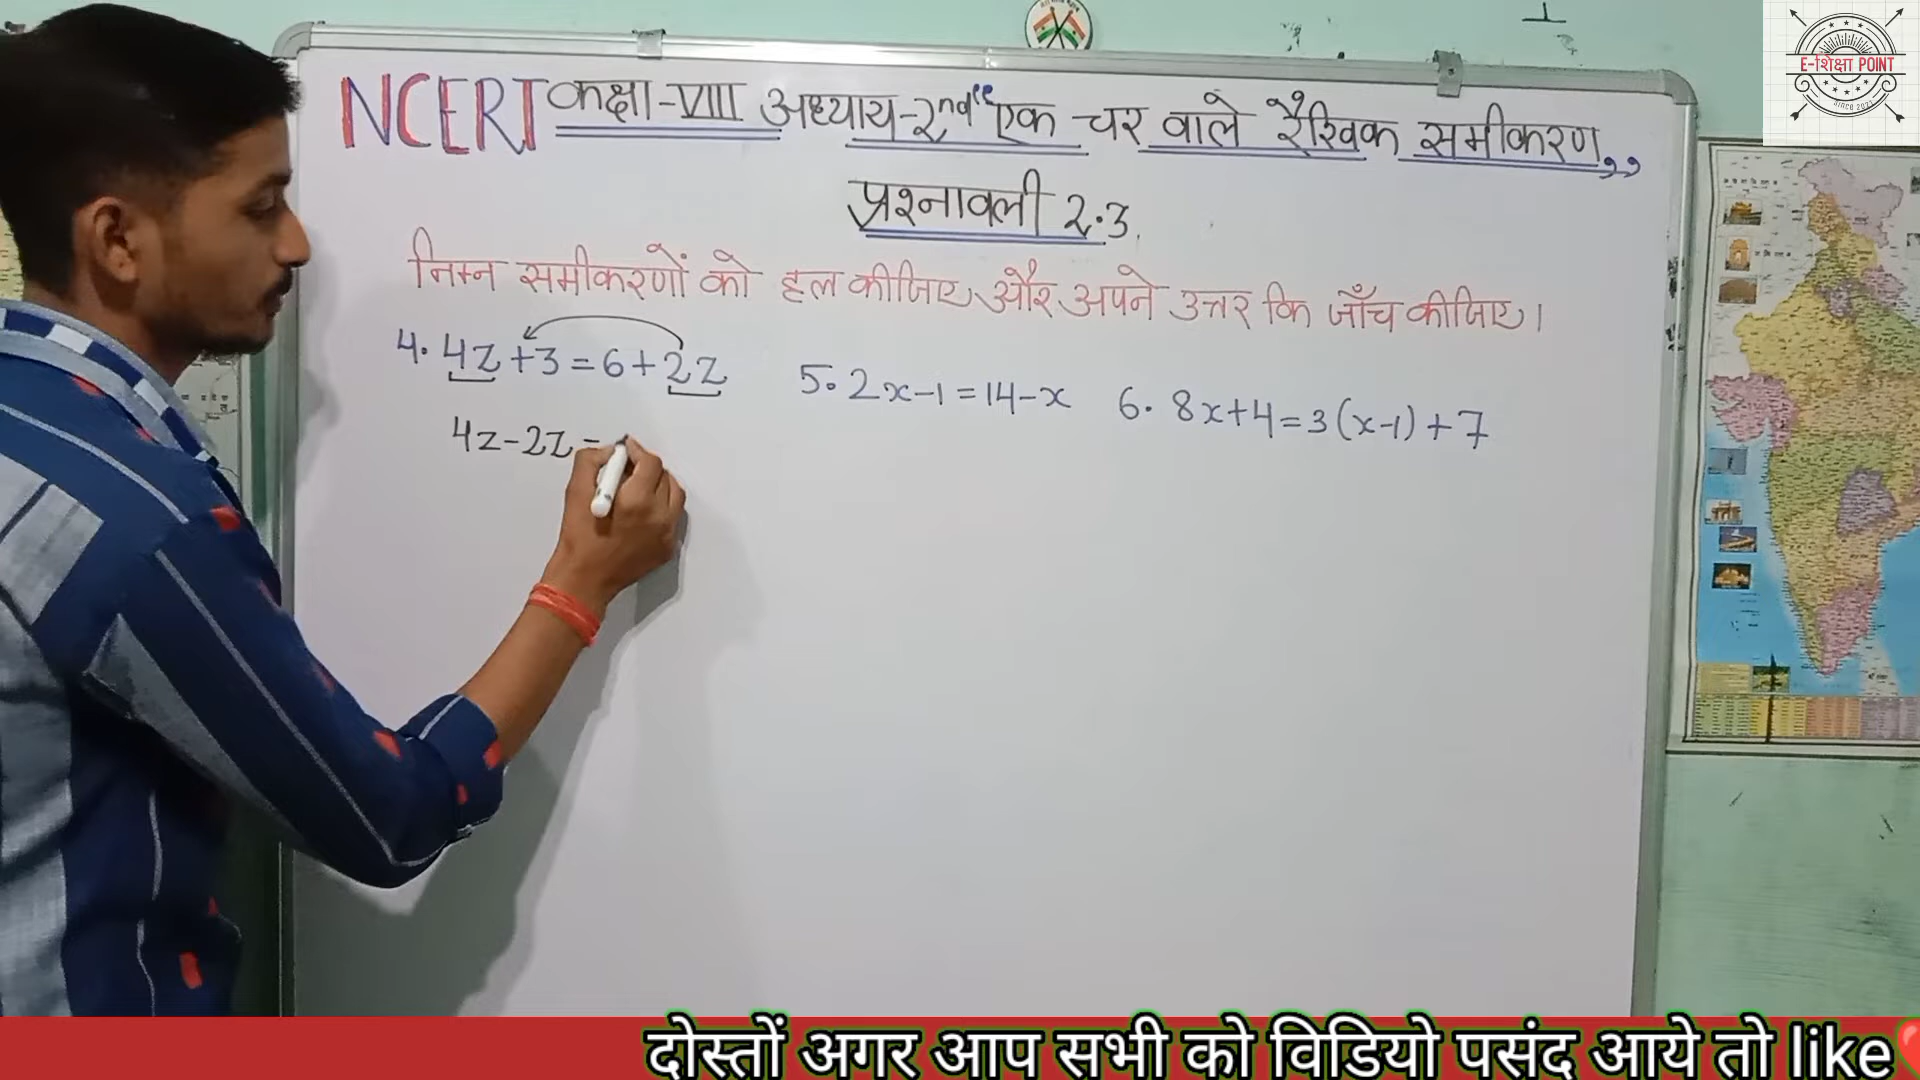 E-शिक्षा POINT
SINCE 2021
NCERT कक्षा-VIII अध्याय-2nd "एक चर वाले रैखिक समीकरण,,
प्रश्नावली 2.3
निम्न समीकरणों को हल कीजिए और अपने उत्तर कि जाँच कीजिए।
4. 4z+3=6+2z 5. 2x-1=14-x 6. 8x+4=3(x-1)+7
4z-2z=
दोस्तों अगर आप सभी को विडियो पसंद आये तो like